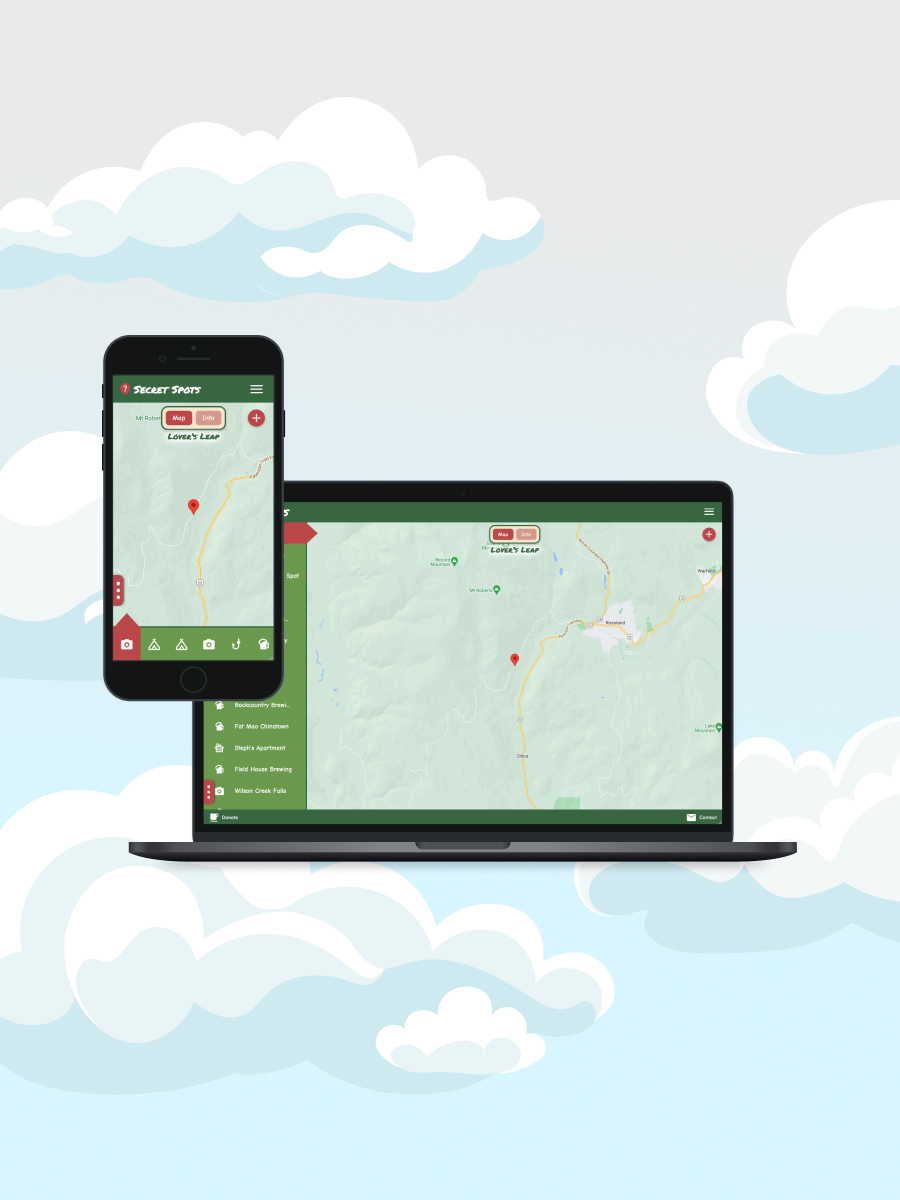 ? Secret Spots
Mt Rober
Map Info
Lover's Leap
s
Map Info
Lover's Leap
Record
Mountain
Mt Roberts
Warfield
Rossland
Spot
y
Backcountry Brewi..
Fat Mao Chinatown
Steph's Apartment
Field House Brewing
Wilson Creek Falls
Lake
Mountain
Silica
Donate
Contact